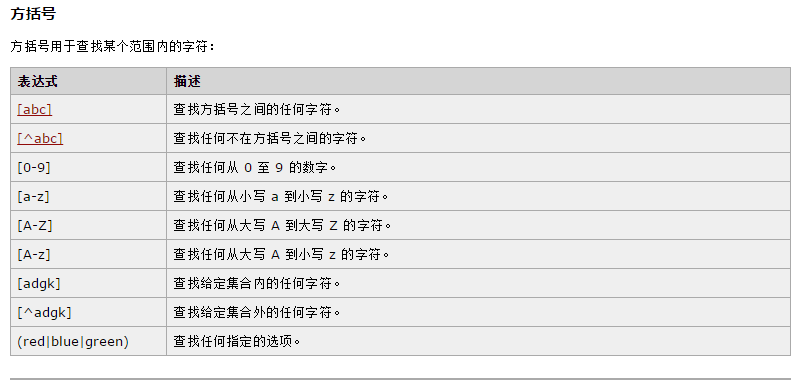 方括号
方括号用于查找某个范围内的字符：
表达式 描述
[abc] 查找方括号之间的任何字符。
[^abc] 查找任何不在方括号之间的字符。
[0-9] 查找任何从 0 至 9 的数字。
[a-z] 查找任何从小写 a 到小写 z 的字符。
[A-Z] 查找任何从大写 A 到大写 Z 的字符。
[A-z] 查找任何从大写 A 到小写 z 的字符。
[adgk] 查找给定集合内的任何字符。
[^adgk] 查找给定集合外的任何字符。
(red|blue|green) 查找任何指定的选项。